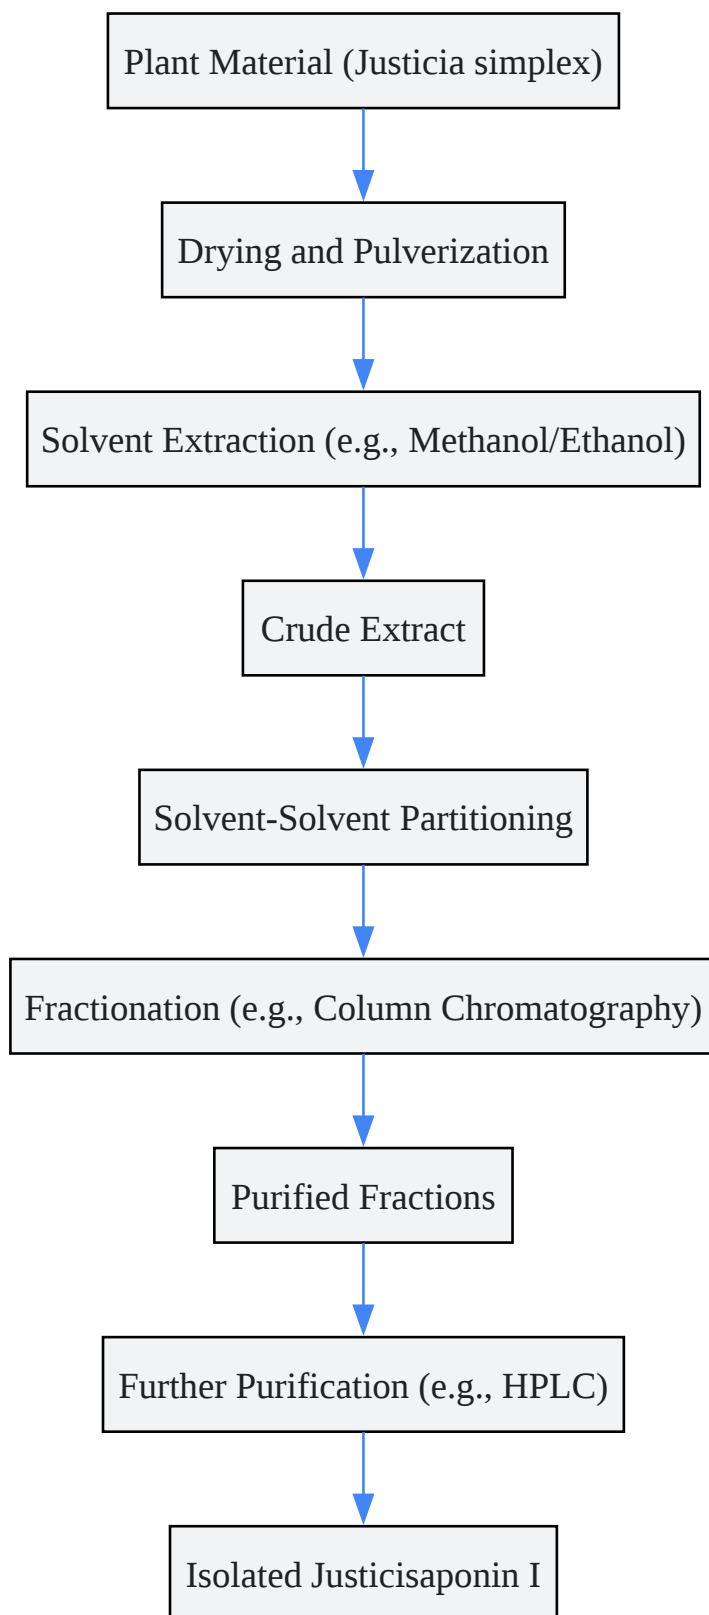 Plant Material (Justicia simplex)
Drying and Pulverization
Solvent Extraction (e.g., Methanol/Ethanol)
Crude Extract
Solvent-Solvent Partitioning
Fractionation (e.g., Column Chromatography)
Purified Fractions
Further Purification (e.g., HPLC)
Isolated Justicisaponin I